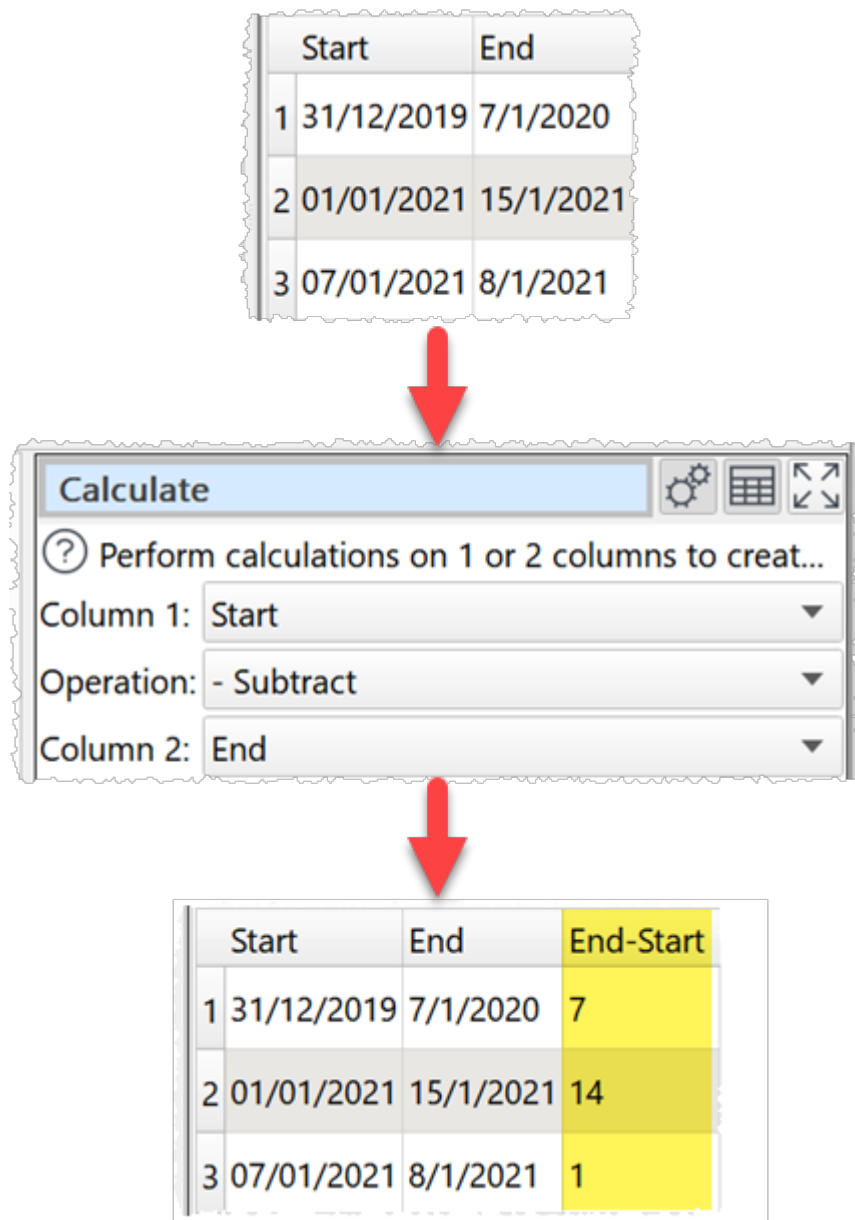 Start End
1 31/12/2019 7/1/2020
2 01/01/2021 15/1/2021
3 07/01/2021 8/1/2021
Calculate
? Perform calculations on 1 or 2 columns to creat...
Column 1: Start
Operation: - Subtract
Column 2: End
Start End End-Start
1 31/12/2019 7/1/2020 7
2 01/01/2021 15/1/2021 14
3 07/01/2021 8/1/2021 1